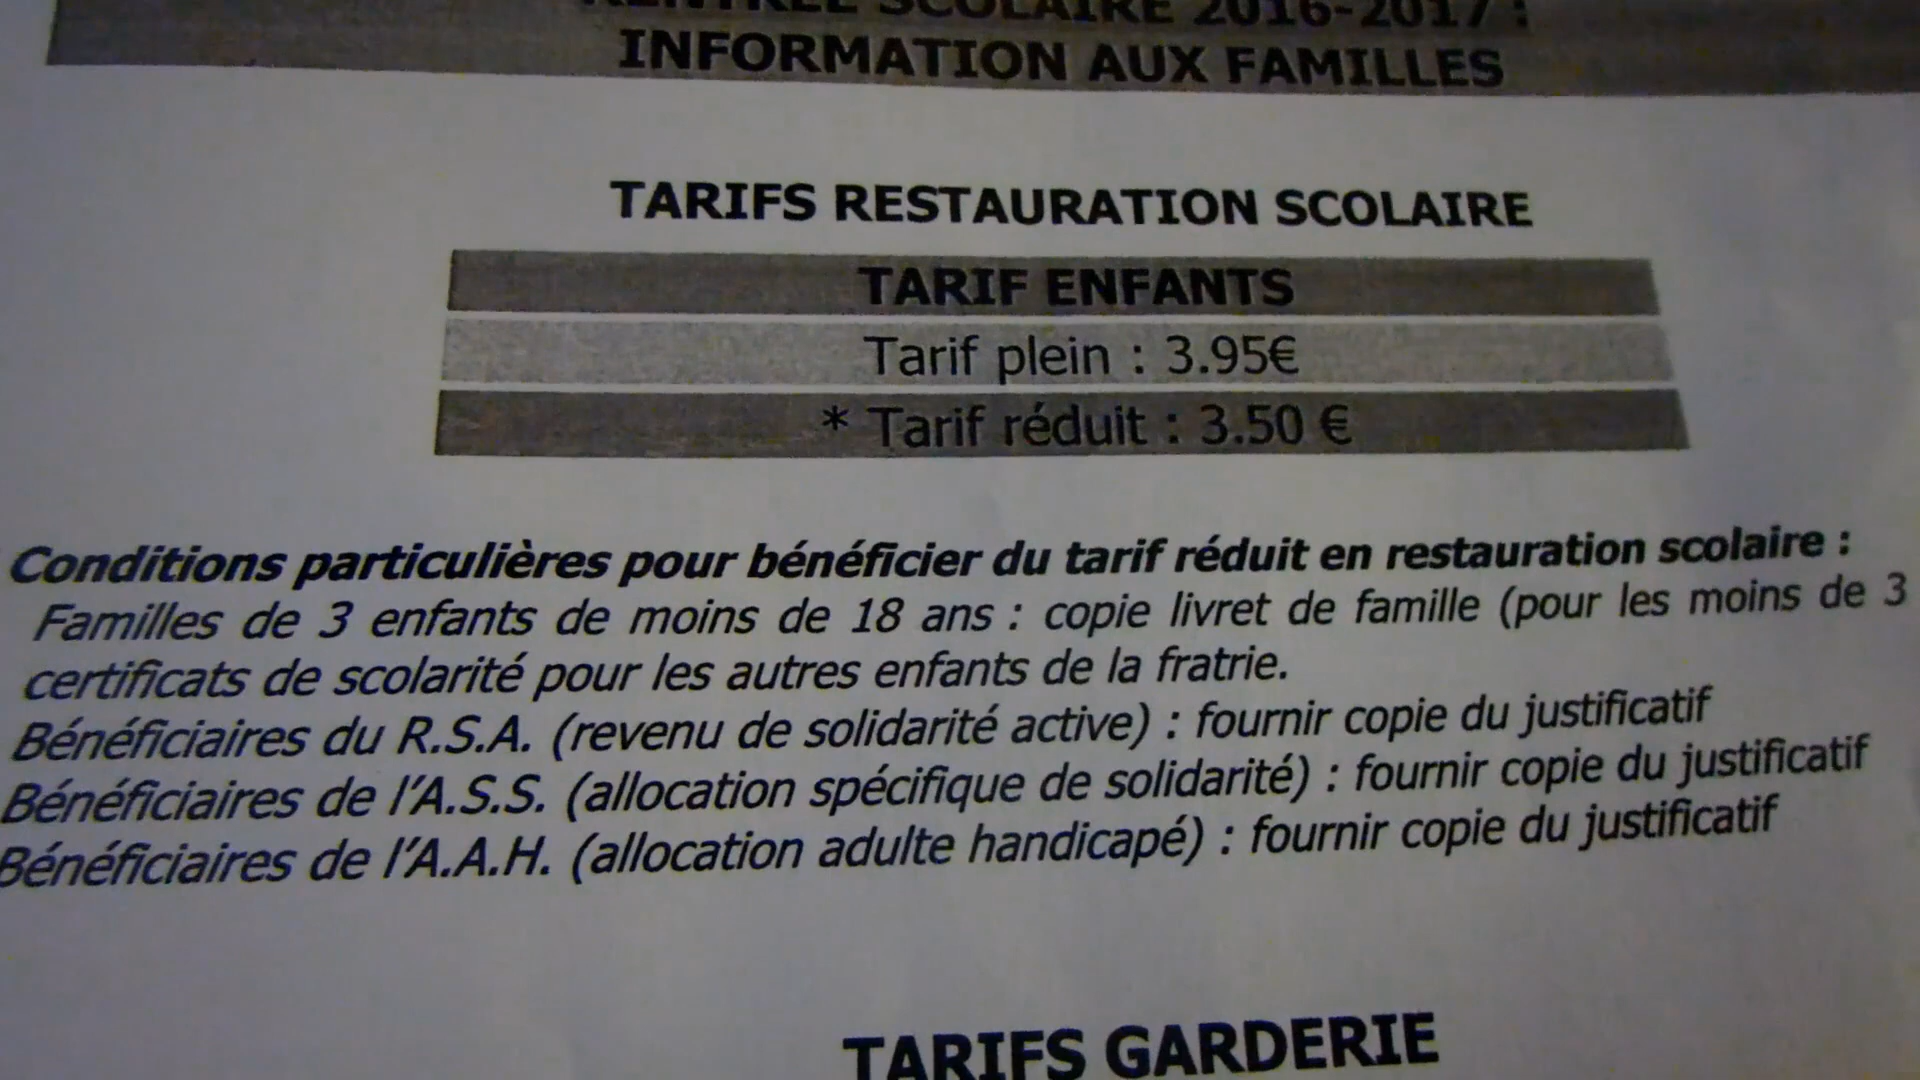 RENTRÉE SCOLAIRE 2016-2017 :
INFORMATION AUX FAMILLES
TARIFS RESTAURATION SCOLAIRE
TARIF ENFANTS
Tarif plein : 3.95€
* Tarif réduit : 3.50 €
Conditions particulières pour bénéficier du tarif réduit en restauration scolaire :
Familles de 3 enfants de moins de 18 ans : copie livret de famille (pour les moins de 3
certificats de scolarité pour les autres enfants de la fratrie.
Bénéficiaires du R.S.A. (revenu de solidarité active) : fournir copie du justificatif
Bénéficiaires de l'A.S.S. (allocation spécifique de solidarité) : fournir copie du justificatif
Bénéficiaires de l'A.A.H. (allocation adulte handicapé) : fournir copie du justificatif
TARIFS GARDERIE